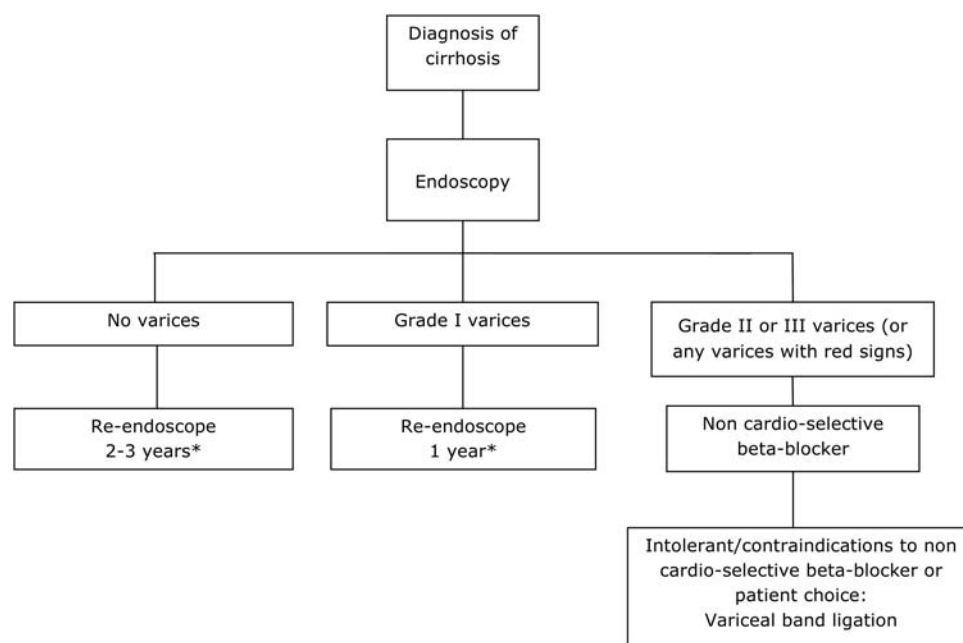 Diagnosis of
cirrhosis
Endoscopy
No varices
Grade I varices
Grade II or III varices (or
any varices with red signs)
Re-endoscope
2-3 years*
Re-endoscope
1 year*
Non cardio-selective
beta-blocker
Intolerant/contraindications to non
cardio-selective beta-blocker or
patient choice:
Variceal band ligation